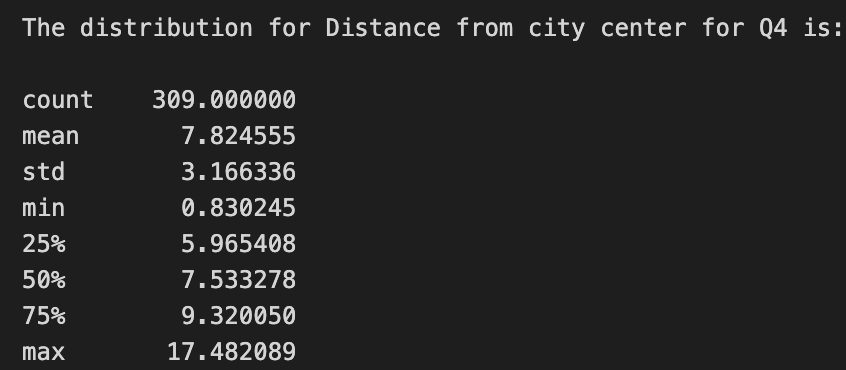 The distribution for Distance from city center for Q4 is:
count    309.000000
mean       7.824555
std        3.166336
min        0.830245
25%        5.965408
50%        7.533278
75%        9.320050
max       17.482089